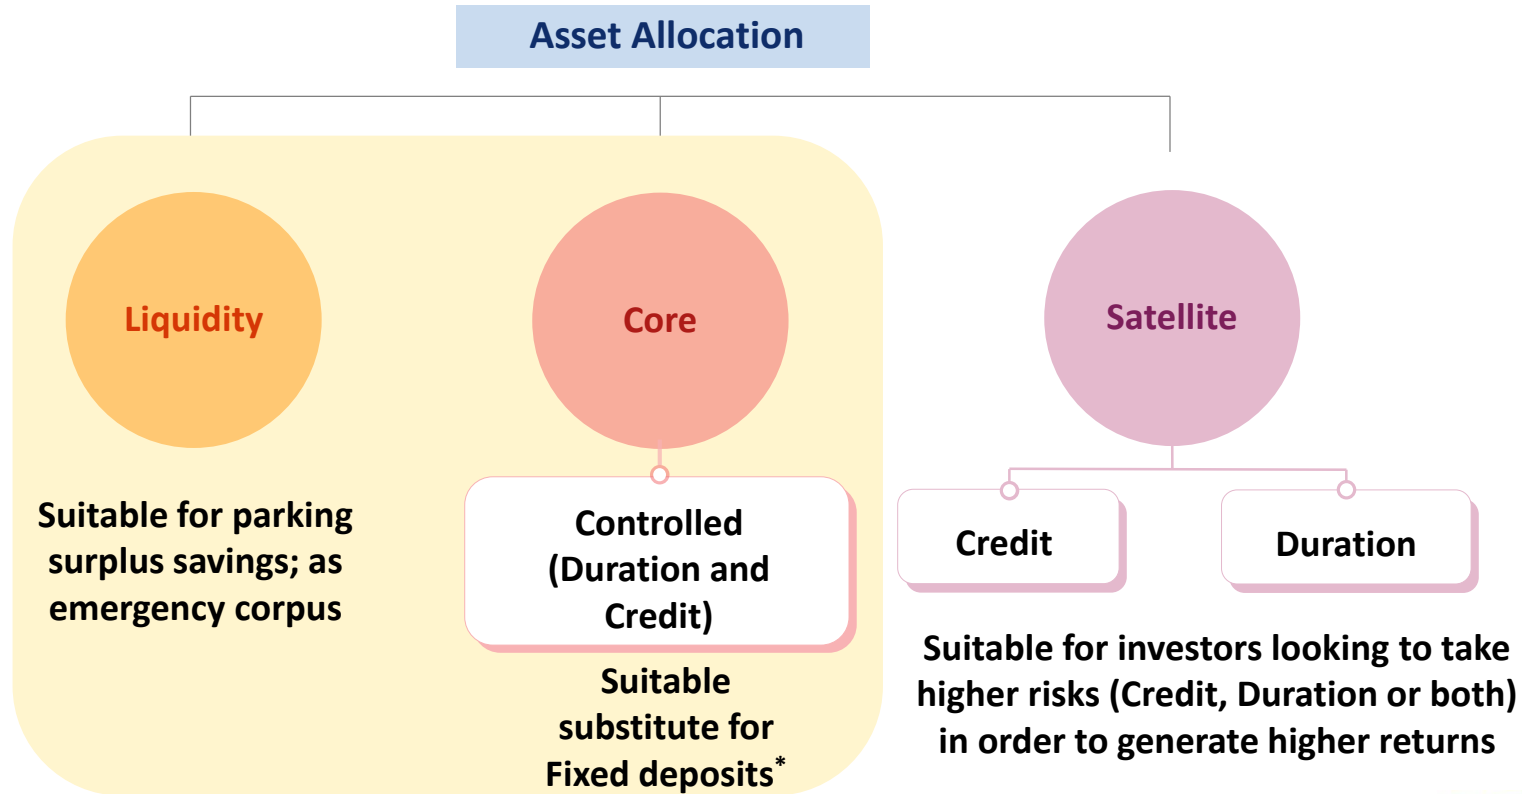 Asset Allocation
Liquidity
Suitable for parking
surplus savings; as
emergency corpus
Core
Controlled
(Duration and
Credit)
Suitable
substitute for
Fixed deposits*
Satellite
Credit
Duration
Suitable for investors looking to take
higher risks (Credit, Duration or both)
in order to generate higher returns